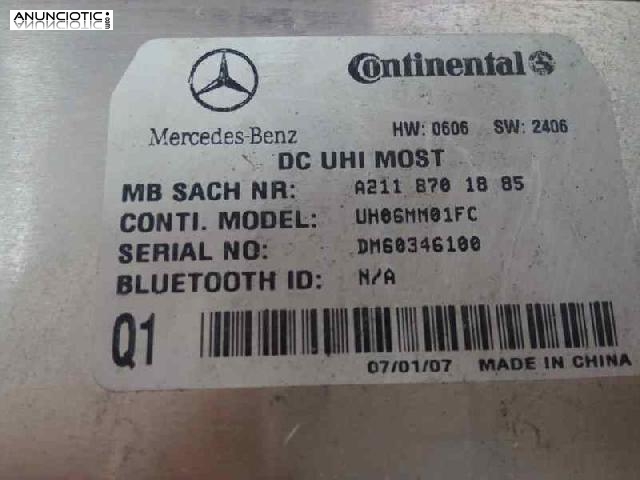 ANUNCIOTIC
Continental
Mercedes-Benz
HW: 0606 SW: 2406
DC UHI MOST
MB SACH NR: A211 870 18 85
CONTI. MODEL: UH06MM01FC
SERIAL NO: DM60346100
BLUETOOTH ID: N/A
Q1
07/01/07 MADE IN CHINA